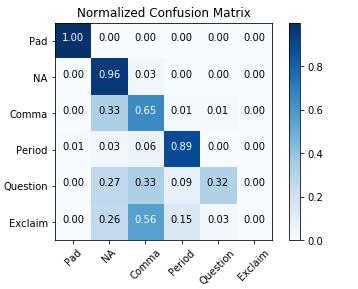 Normalized Confusion Matrix
Pad 1.00 0.00 0.00 0.00 0.00 0.00
NA 0.00 0.96 0.03 0.00 0.00 0.00
Comma 0.00 0.33 0.65 0.01 0.01 0.00
Period 0.01 0.03 0.06 0.89 0.00 0.00
Question 0.00 0.27 0.33 0.09 0.32 0.00
Exclaim 0.00 0.26 0.56 0.15 0.03 0.00
Pad NA Comma Period Question Exclaim
0.8
0.6
0.4
0.2
0.0